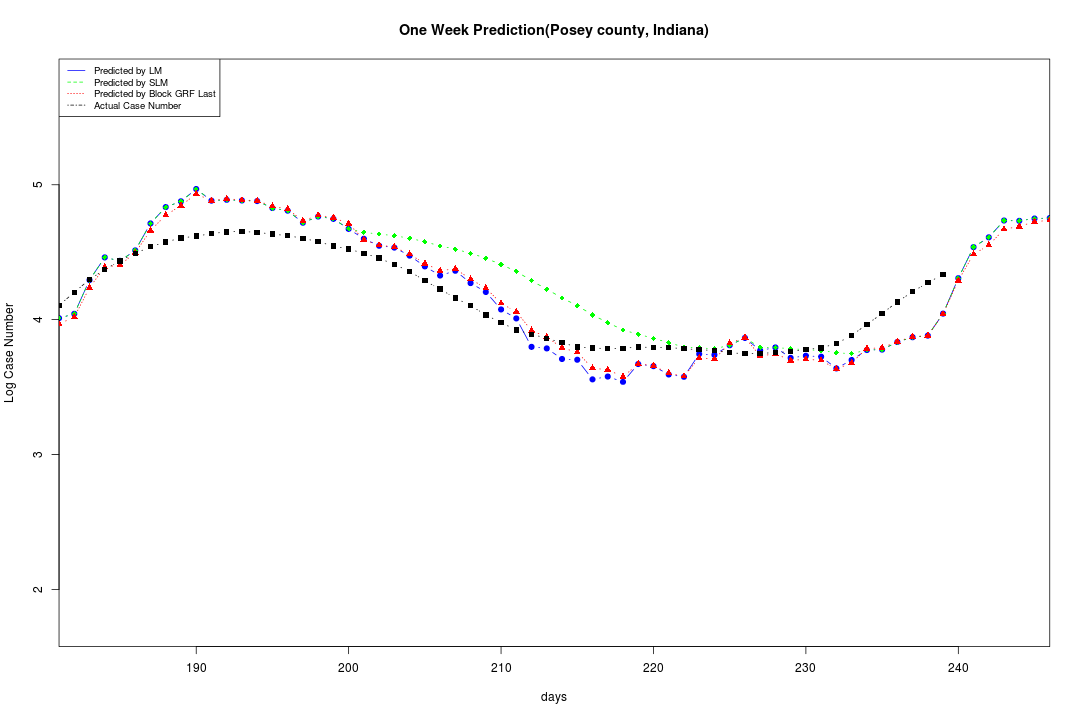 One Week Prediction(Posey county, Indiana)
Predicted by LM
Predicted by SLM
Predicted by Block GRF Last
Actual Case Number
Log Case Number
5
4
3
2
190
200
210
220
230
240
days